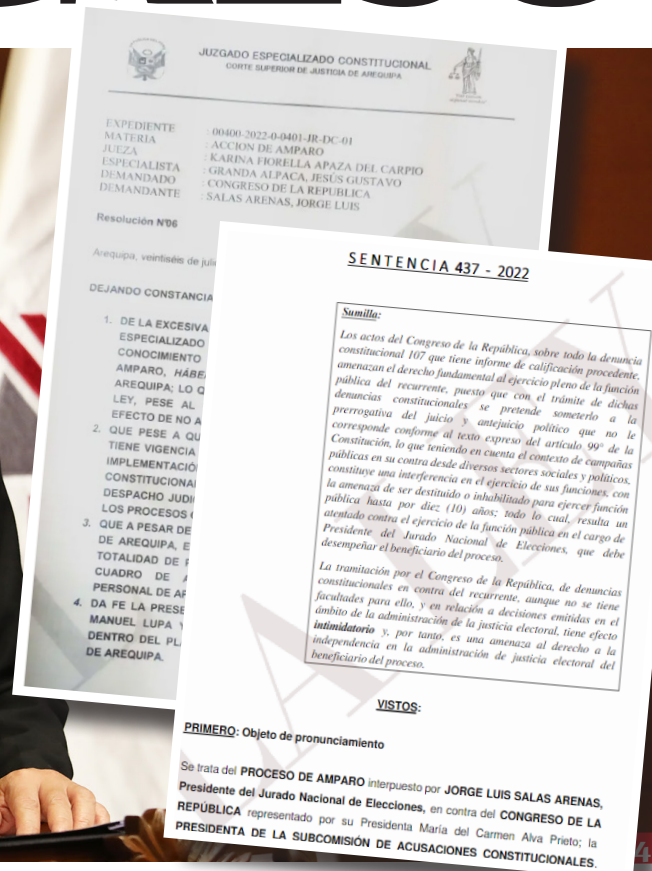 JUZGADO ESPECIALIZADO CONSTITUCIONAL
CORTE SUPERIOR DE JUSTICIA DE AREQUIPA
EXPEDIENTE : 00400-2022-0-0401-JR-DC-01
MATERIA : ACCION DE AMPARO
JUEZA : KARINA FIORELLA APAZA DEL CARPIO
ESPECIALISTA : GRANDA ALPACA, JESÚS GUSTAVO
DEMANDADO : CONGRESO DE LA REPUBLICA
DEMANDANTE : SALAS ARENAS, JORGE LUIS
Resolución Nº06
Arequipa, veintiséis de
DEJANDO CONSTANCIA
1. DE LA EXCESIVA
ESPECIALIZADO
CONOCIMIENTO
AMPARO, HÁBE
AREQUIPA; LO Q
LEY, PESE AL
EFECTO DE NO A
2. QUE PESE A QU
TIENE VIGENCIA
IMPLEMENTACIÓ
CONSTITUCIONA
DESPACHO JUDI
LOS PROCESOS
3. QUE A PESAR DE
DE AREQUIPA, E
TOTALIDAD DE
CUADRO DE
PERSONAL DE AP
4. DA FE LA PRESE
MANUEL LUPA Y
DENTRO DEL PL
DE AREQUIPA.
SENTENCIA 437 - 2022
Sumilla:
Los actos del Congreso de la República, sobre todo la denuncia
constitucional 107 que tiene informe de calificación procedente,
amenazan el derecho fundamental al ejercicio pleno de la función
pública del recurrente, puesto que con el trámite de dichas
denuncias constitucionales se pretende someterlo a la
prerrogativa del juicio y antejuicio político que no le
corresponde conforme al texto expreso del artículo 99° de la
Constitución, lo que teniendo en cuenta el contexto de campañas
públicas en su contra desde diversos sectores sociales y políticos,
constituye una interferencia en el ejercicio de sus funciones, con
la amenaza de ser destituido o inhabilitado para ejercer función
pública hasta por diez (10) años; todo lo cual, resulta un
atentado contra el ejercicio de la función pública en el cargo de
Presidente del Jurado Nacional de Elecciones, que debe
desempeñar el beneficiario del proceso.
La tramitación por el Congreso de la República, de denuncias
constitucionales en contra del recurrente, aunque no se tiene
facultades para ello, y en relación a decisiones emitidas en el
ámbito de la administración de la justicia electoral, tiene efecto
intimidatorio y, por tanto, es una amenaza al derecho a la
independencia en la administración de justicia electoral del
beneficiario del proceso.
VISTOS:
PRIMERO: Objeto de pronunciamiento
Se trata del PROCESO DE AMPARO interpuesto por JORGE LUIS SALAS ARENAS,
Presidente del Jurado Nacional de Elecciones, en contra del CONGRESO DE LA
REPÚBLICA representado por su Presidenta María del Carmen Alva Prieto; la
PRESIDENTA DE LA SUBCOMISIÓN DE ACUSACIONES CONSTITUCIONALES.
LA LEY